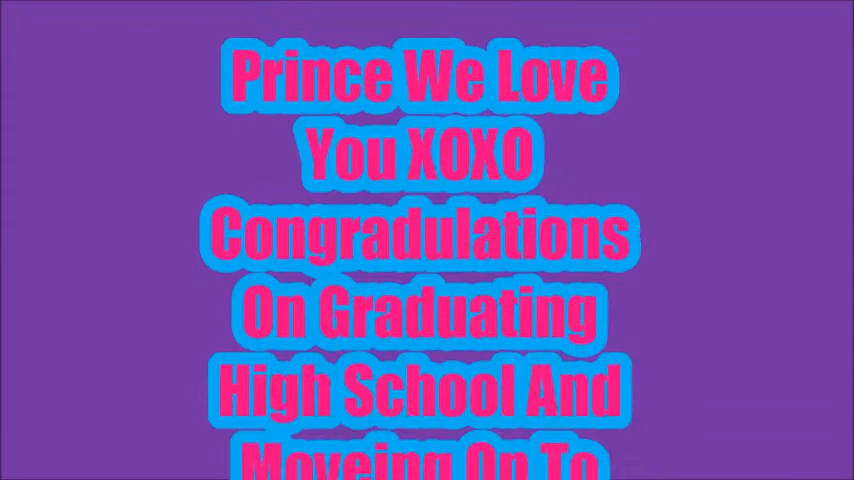 Prince We Love
You XOXO
Congradulations
On Graduating
High School And
Moveing On To